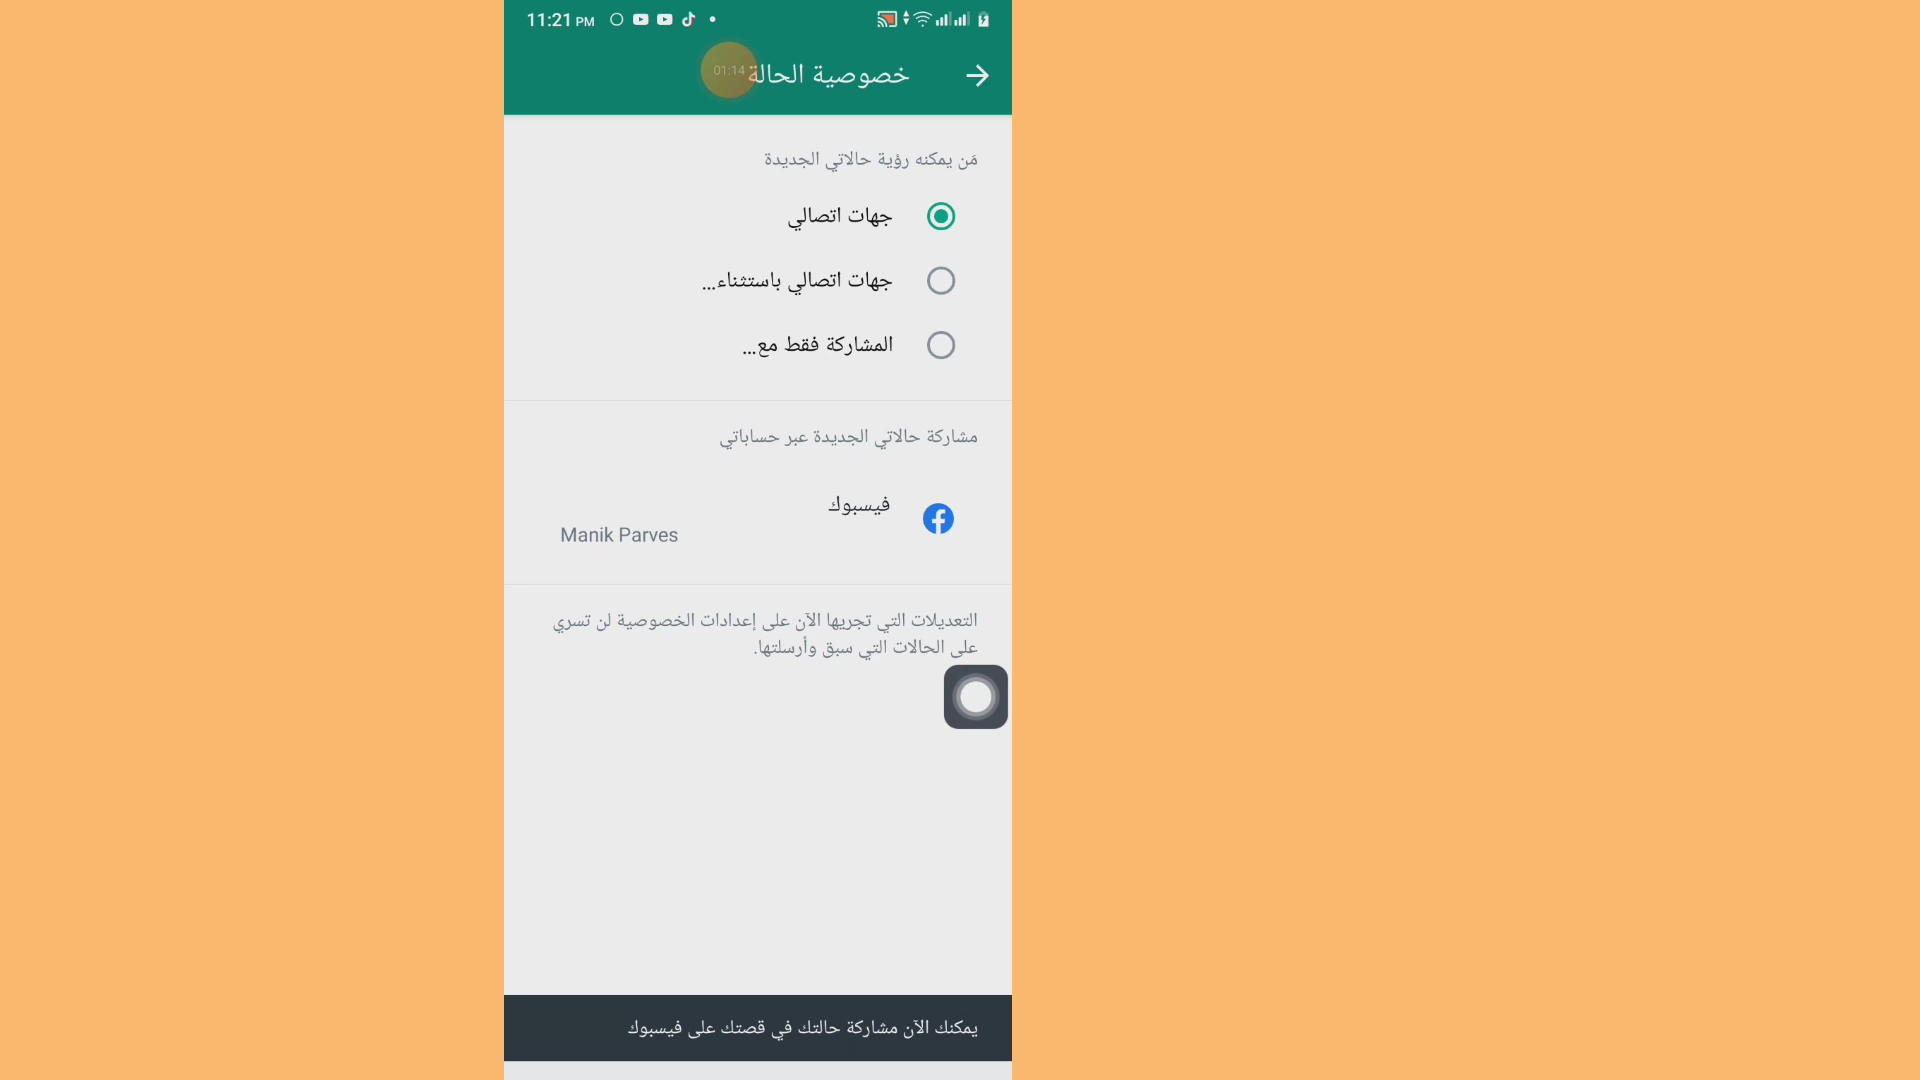 11:21 PM
خصوصية الحالة
01:14
مَن يمكنه رؤية حالاتي الجديدة
جهات اتصالي
جهات اتصالي باستثناء...
المشاركة فقط مع...
مشاركة حالاتي الجديدة عبر حساباتي
فيسبوك
Manik Parves
التعديلات التي تجريها الآن على إعدادات الخصوصية لن تسري
على الحالات التي سبق وأرسلتها.
يمكنك الآن مشاركة حالتك في قصتك على فيسبوك